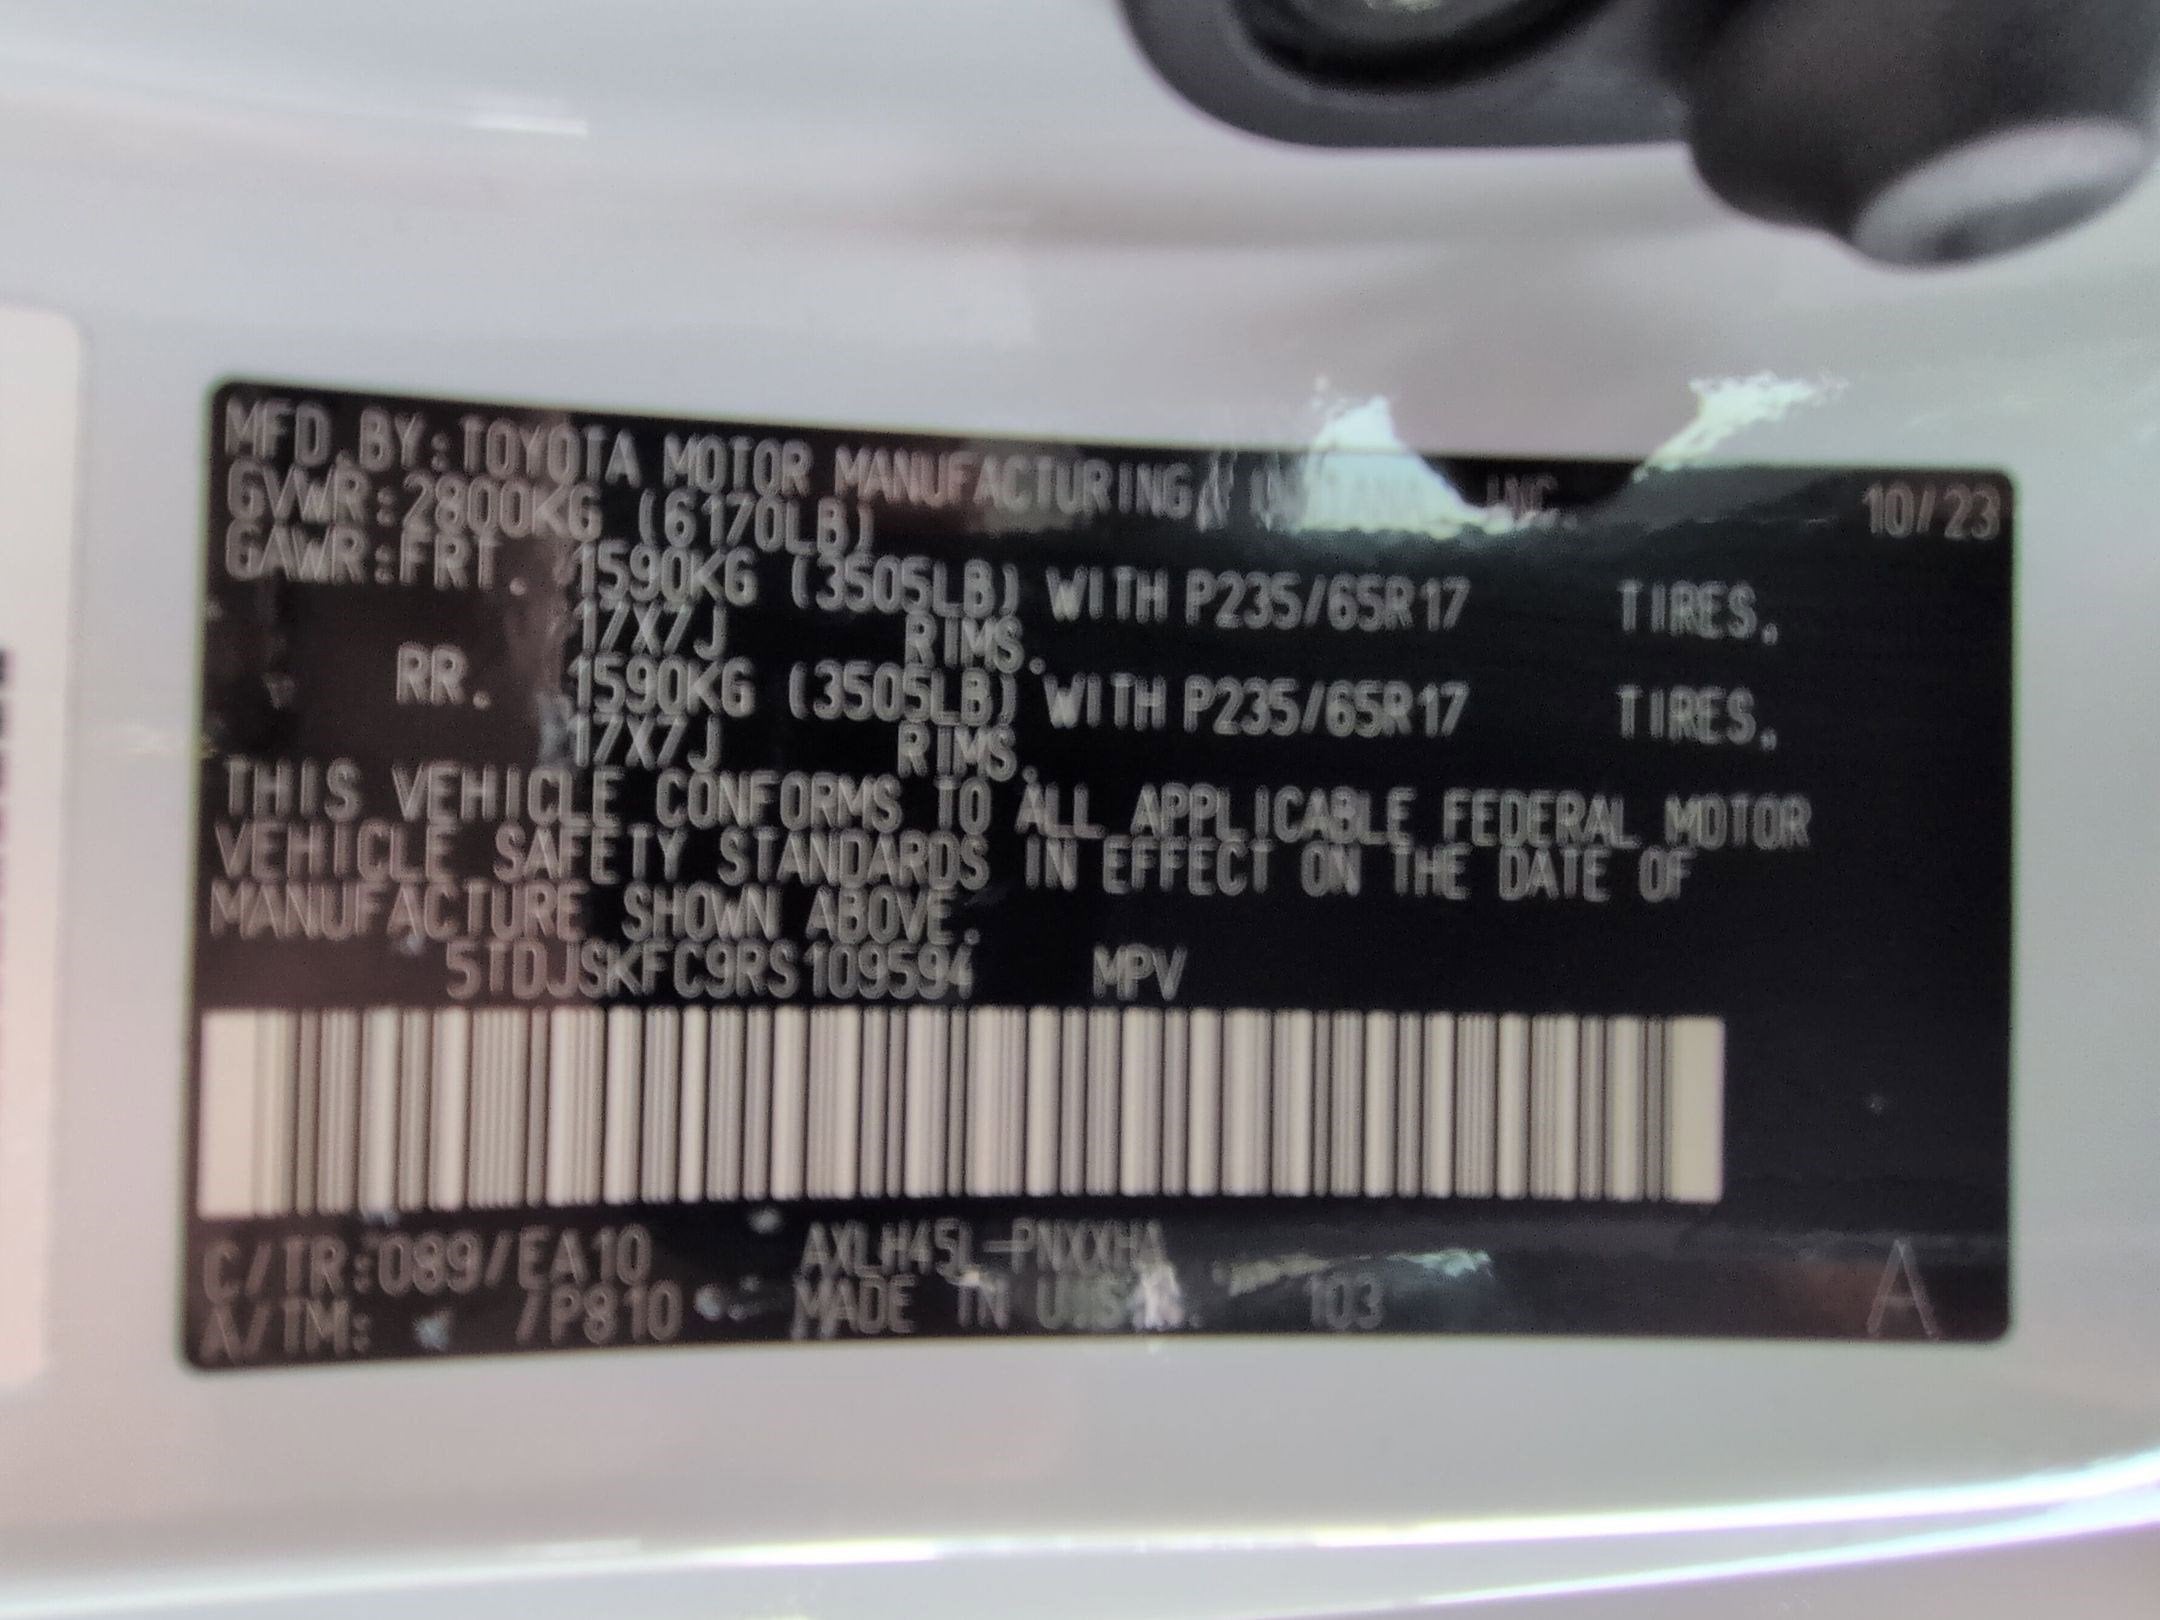 MFD.BY:TOYOTA MOTOR MANUFACTURING, INC. 10/23
GVWR:2800KG (6170LB)
GAWR:FRT. 1590KG (3505LB) WITH P235/65R17 TIRES,
17X7J RIMS.
RR. 1590KG (3505LB) WITH P235/65R17 TIRES,
17X7J RIMS.
THIS VEHICLE CONFORMS TO ALL APPLICABLE FEDERAL MOTOR
VEHICLE SAFETY STANDARDS IN EFFECT ON THE DATE OF
MANUFACTURE SHOWN ABOVE.
5TDJSKFC9RS109594 MPV
C/TR:089/EA10 AXLH45L-PNXXHA
A/TM: /P810 MADE IN U.S.A. 103 A